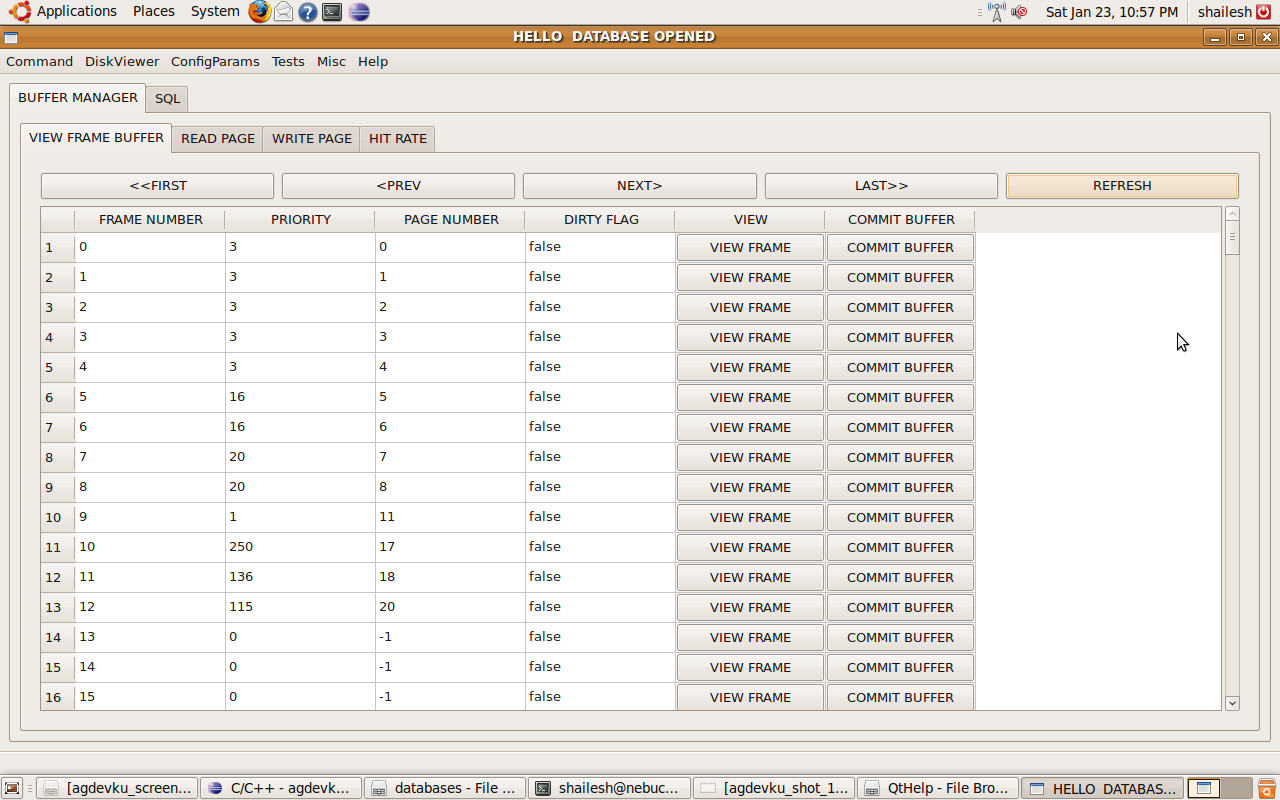 Applications Places System Sat Jan 23, 10:57 PM shailesh
HELLO DATABASE OPENED
Command DiskViewer ConfigParams Tests Misc Help
BUFFER MANAGER SQL
VIEW FRAME BUFFER READ PAGE WRITE PAGE HIT RATE
<<FIRST <PREV NEXT> LAST>> REFRESH
FRAME NUMBER PRIORITY PAGE NUMBER DIRTY FLAG VIEW COMMIT BUFFER
1 0 3 0 false VIEW FRAME COMMIT BUFFER
2 1 3 1 false VIEW FRAME COMMIT BUFFER
3 2 3 2 false VIEW FRAME COMMIT BUFFER
4 3 3 3 false VIEW FRAME COMMIT BUFFER
5 4 3 4 false VIEW FRAME COMMIT BUFFER
6 5 16 5 false VIEW FRAME COMMIT BUFFER
7 6 16 6 false VIEW FRAME COMMIT BUFFER
8 7 20 7 false VIEW FRAME COMMIT BUFFER
9 8 20 8 false VIEW FRAME COMMIT BUFFER
10 9 1 11 false VIEW FRAME COMMIT BUFFER
11 10 250 17 false VIEW FRAME COMMIT BUFFER
12 11 136 18 false VIEW FRAME COMMIT BUFFER
13 12 115 20 false VIEW FRAME COMMIT BUFFER
14 13 0 -1 false VIEW FRAME COMMIT BUFFER
15 14 0 -1 false VIEW FRAME COMMIT BUFFER
16 15 0 -1 false VIEW FRAME COMMIT BUFFER
[agdevku_screen... C/C++ - agdevk... databases - File ... shailesh@nebuc... [agdevku_shot_1... QtHelp - File Bro... HELLO DATABAS...